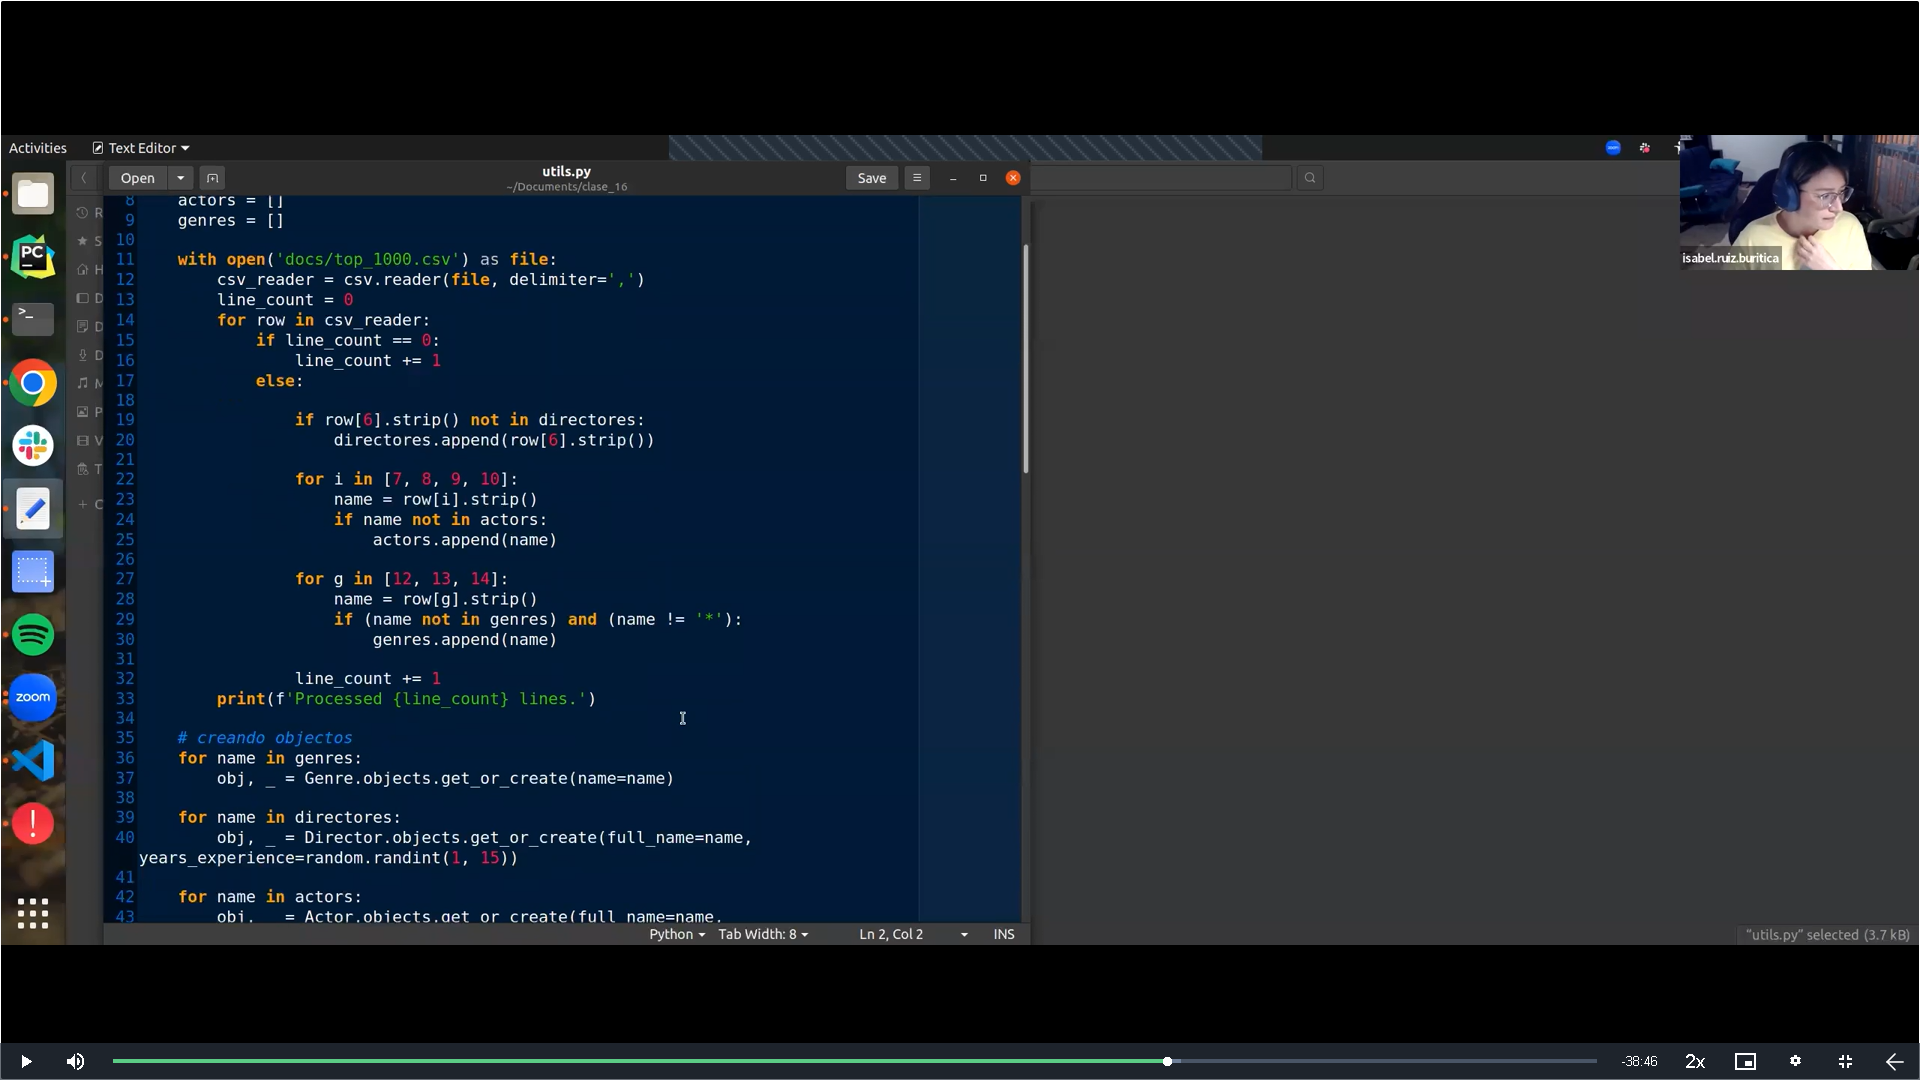 Activities
Text Editor
Open
utils.py
~/Documents/clase_16
Save
isabel.ruiz.buritica
8 actors = []
9 genres = []
10
11 with open('docs/top_1000.csv') as file:
12 csv_reader = csv.reader(file, delimiter=',')
13 line_count = 0
14 for row in csv_reader:
15 if line_count == 0:
16 line_count += 1
17 else:
18
19 if row[6].strip() not in directores:
20 directores.append(row[6].strip())
21
22 for i in [7, 8, 9, 10]:
23 name = row[i].strip()
24 if name not in actors:
25 actors.append(name)
26
27 for g in [12, 13, 14]:
28 name = row[g].strip()
29 if (name not in genres) and (name != '*'):
30 genres.append(name)
31
32 line_count += 1
33 print(f'Processed {line_count} lines.')
34
35 # creando objectos
36 for name in genres:
37 obj, _ = Genre.objects.get_or_create(name=name)
38
39 for name in directores:
40 obj, _ = Director.objects.get_or_create(full_name=name,
years_experience=random.randint(1, 15))
41
42 for name in actors:
43 obj, _ = Actor.objects.get_or_create(full_name=name,
Python
Tab Width: 8
Ln 2, Col 2
INS
"utils.py" selected (3.7 kB)
PC
zoom
-38:46
2x